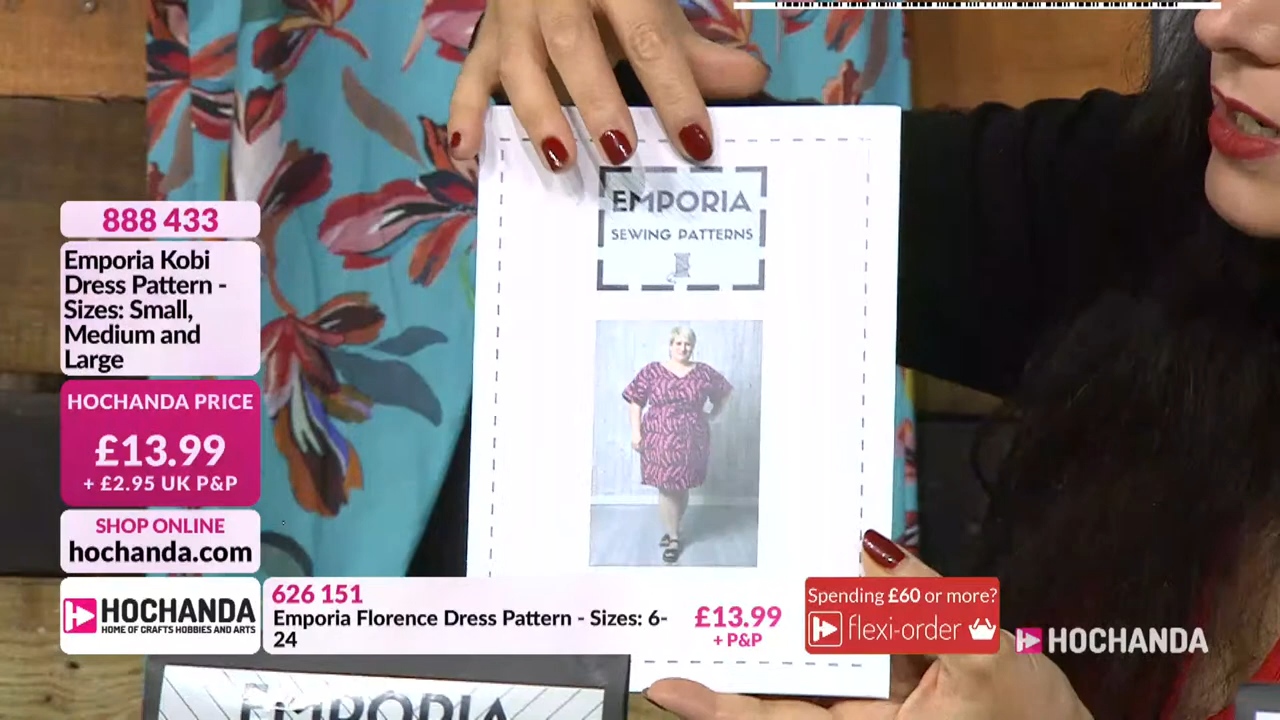 EMPORIA
SEWING PATTERNS
888 433
Emporia Kobi
Dress Pattern -
Sizes: Small,
Medium and
Large
HOCHANDA PRICE
£13.99
+ £2.95 UK P&P
SHOP ONLINE
hochanda.com
HOCHANDA
HOME OF CRAFTS HOBBIES AND ARTS
626 151
Emporia Florence Dress Pattern - Sizes: 6-
24
£13.99
+ P&P
Spending £60 or more?
flexi-order
HOCHANDA
EMPORIA